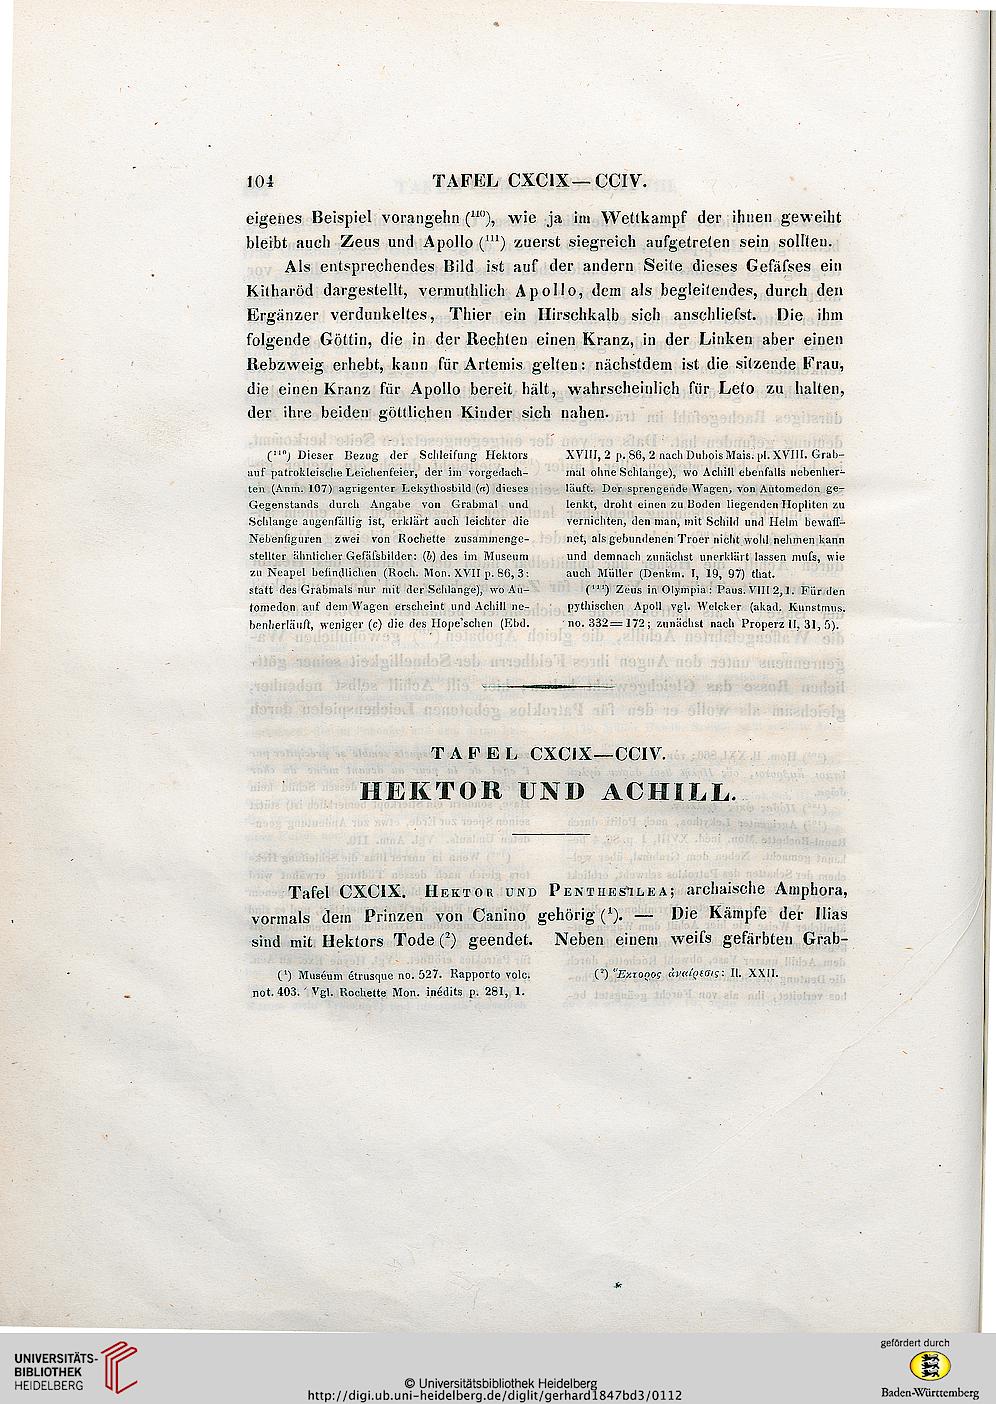 104 TAFEL CXCIX—CCIV.
eigenes Beispiel vorangehn (¹¹⁰), wie ja im Wettkampf der ihnen geweiht
bleibt auch Zeus und Apollo (¹¹¹) zuerst siegreich aufgetreten sein sollten.
Als entsprechendes Bild ist auf der andern Seite dieses Gefäfses ein
Kitharöd dargestellt, vermuthlich Apollo, dem als begleitendes, durch den
Ergänzer verdunkeltes, Thier ein Hirschkalb sich anschliefst. Die ihm
folgende Göttin, die in der Rechten einen Kranz, in der Linken aber einen
Rebzweig erhebt, kann für Artemis gelten: nächstdem ist die sitzende Frau,
die einen Kranz für Apollo bereit hält, wahrscheinlich für Leto zu halten,
der ihre beiden göttlichen Kinder sich nahen.
(¹¹⁰) Dieser Bezug der Schleifung Hektors
auf patrokleische Leichenfeier, der im vorgedach-
ten (Anm. 107) agrigenter Lekythosbild (a) dieses
Gegenstands durch Angabe von Grabmal und
Schlange augenfällig ist, erklärt auch leichter die
Nebenfiguren zwei von Rochette zusammenge-
stellter ähnlicher Gefäfsbilder: (b) des im Museum
zu Neapel befindlichen (Roch. Mon. XVII p. 86, 3:
statt des Grabmals nur mit der Schlange), wo Au-
tomedon auf dem Wagen erscheint und Achill ne-
benherläuft, weniger (c) die des Hope'schen (Ebd.
XVIII, 2 p. 86, 2 nach Dubois Mais. pl. XVIII. Grab-
mal ohne Schlange), wo Achill ebenfalls nebenher-
läuft. Der sprengende Wagen, von Automedon ge-
lenkt, droht einen zu Boden liegenden Hopliten zu
vernichten, den man, mit Schild und Helm bewaff-
net, als gebundenen Troer nicht wohl nehmen kann
und demnach zunächst unerklärt lassen mufs, wie
auch Müller (Denkm. I, 19, 97) that.
(¹¹¹) Zeus in Olympia: Paus. VIII 2, 1. Für den
pythischen Apoll vgl. Welcker (akad. Kunstmus.
no. 332=172; zunächst nach Properz II, 31, 5).
TAFEL CXCIX—CCIV.
HEKTOR UND ACHILL.
Tafel CXCIX. HEKTOR UND PENTHESILEA; archaische Amphora,
vormals dem Prinzen von Canino gehörig (¹). — Die Kämpfe der Ilias
sind mit Hektors Tode (²) geendet. Neben einem weifs gefärbten Grab-
(¹) Muséum étrusque no. 527. Rapporto volc.
not. 403. Vgl. Rochette Mon. inédits p. 281, 1.
(²) Ἕκτορος ἀναίρεσις: Il. XXII.
UNIVERSITÄTS-
BIBLIOTHEK
HEIDELBERG
© Universitätsbibliothek Heidelberg
http://digi.ub.uni-heidelberg.de/diglit/gerhard1847bd3/0112
gefördert durch
Baden-Württemberg